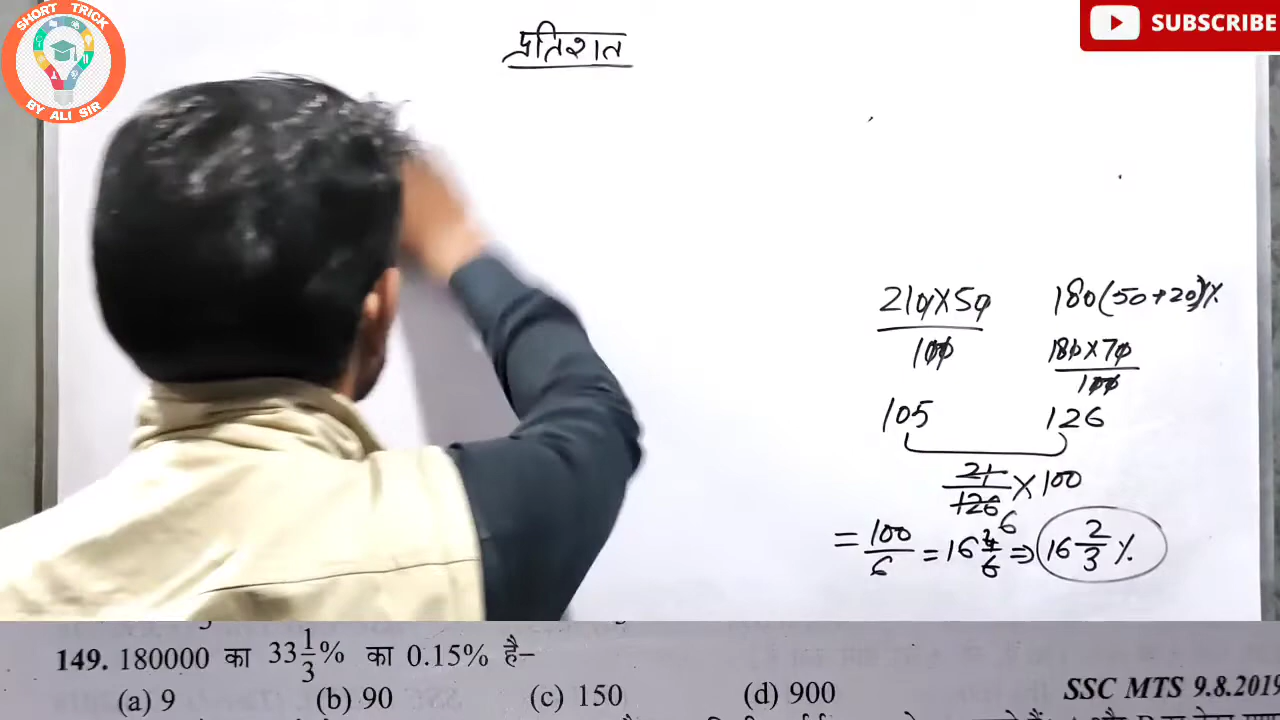 SHORT TRICK
BY ALI SIR
SUBSCRIBE
प्रतिशत
210×50
100
105
180(50+20)%
180×70
100
126
21/126 × 100
6
= 100/6 = 16 4/6 ⇒ 16 2/3 %
149. 180000 का 33 1/3% का 0.15% है–
(a) 9 (b) 90 (c) 150 (d) 900
SSC MTS 9.8.2019